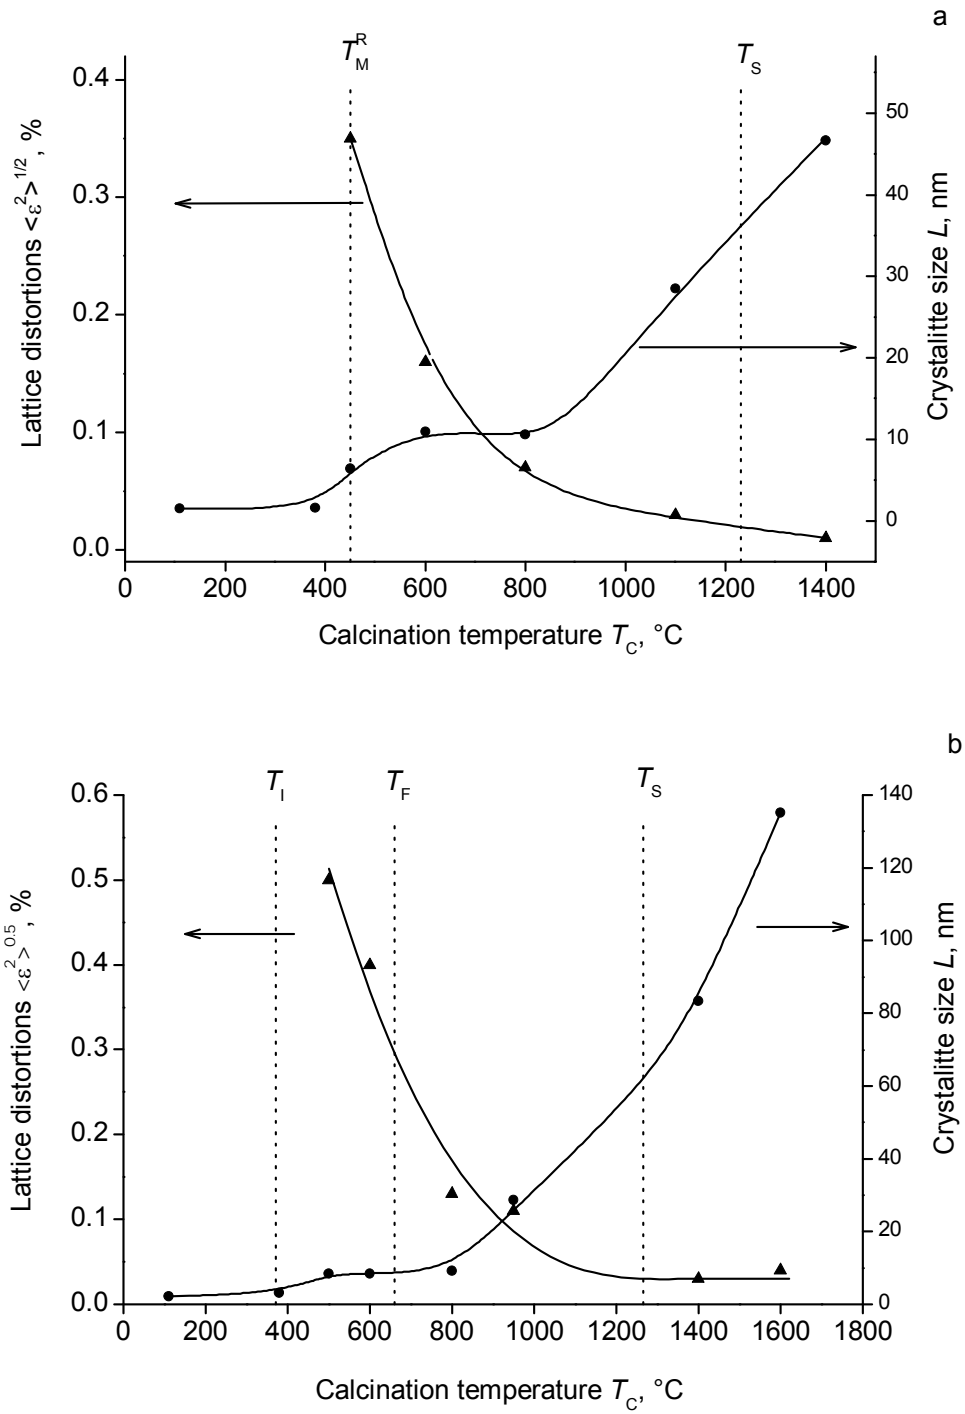 a
T_M^R
T_S
0.4
0.3
0.2
0.1
0.0
Lattice distortions <ε²>^1/2, %
50
40
30
20
10
0
Crystalitte size L, nm
0 200 400 600 800 1000 1200 1400
Calcination temperature T_C, °C
b
T_I T_F T_S
0.6
0.5
0.4
0.3
0.2
0.1
0.0
Lattice distortions <ε²>^0.5, %
140
120
100
80
60
40
20
0
Crystalitte size L, nm
0 200 400 600 800 1000 1200 1400 1600 1800
Calcination temperature T_C, °C